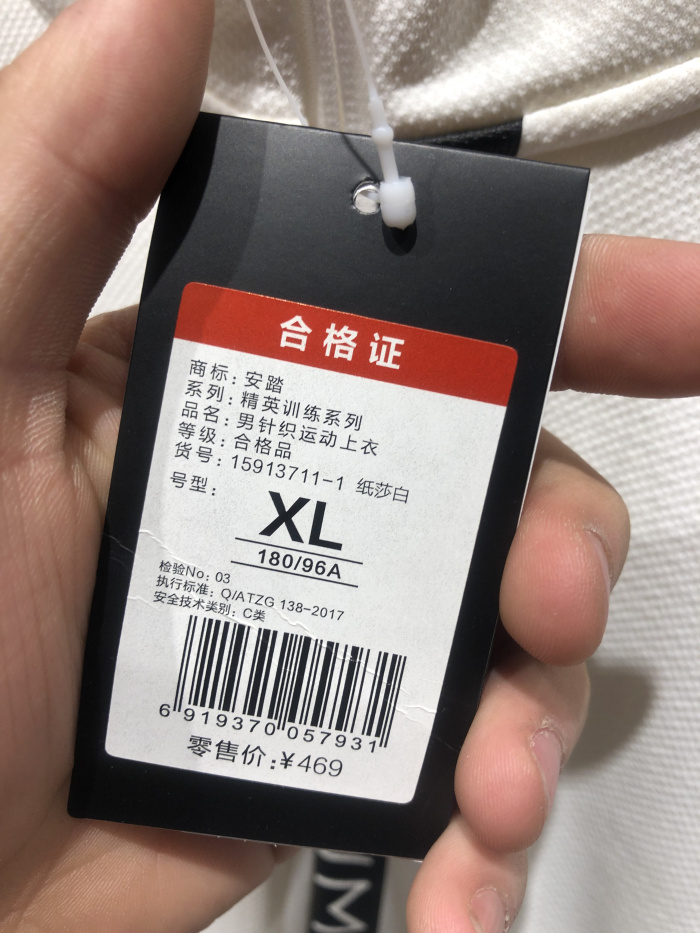 合格证
商标：安踏
系列：精英训练系列
品名：男针织运动上衣
等级：合格品
货号：15913711-1 纸莎白
号型：XL
180/96A
检验No：03
执行标准：Q/ATZG 138-2017
安全技术类别：C类
6 919370 057931
零售价:¥469